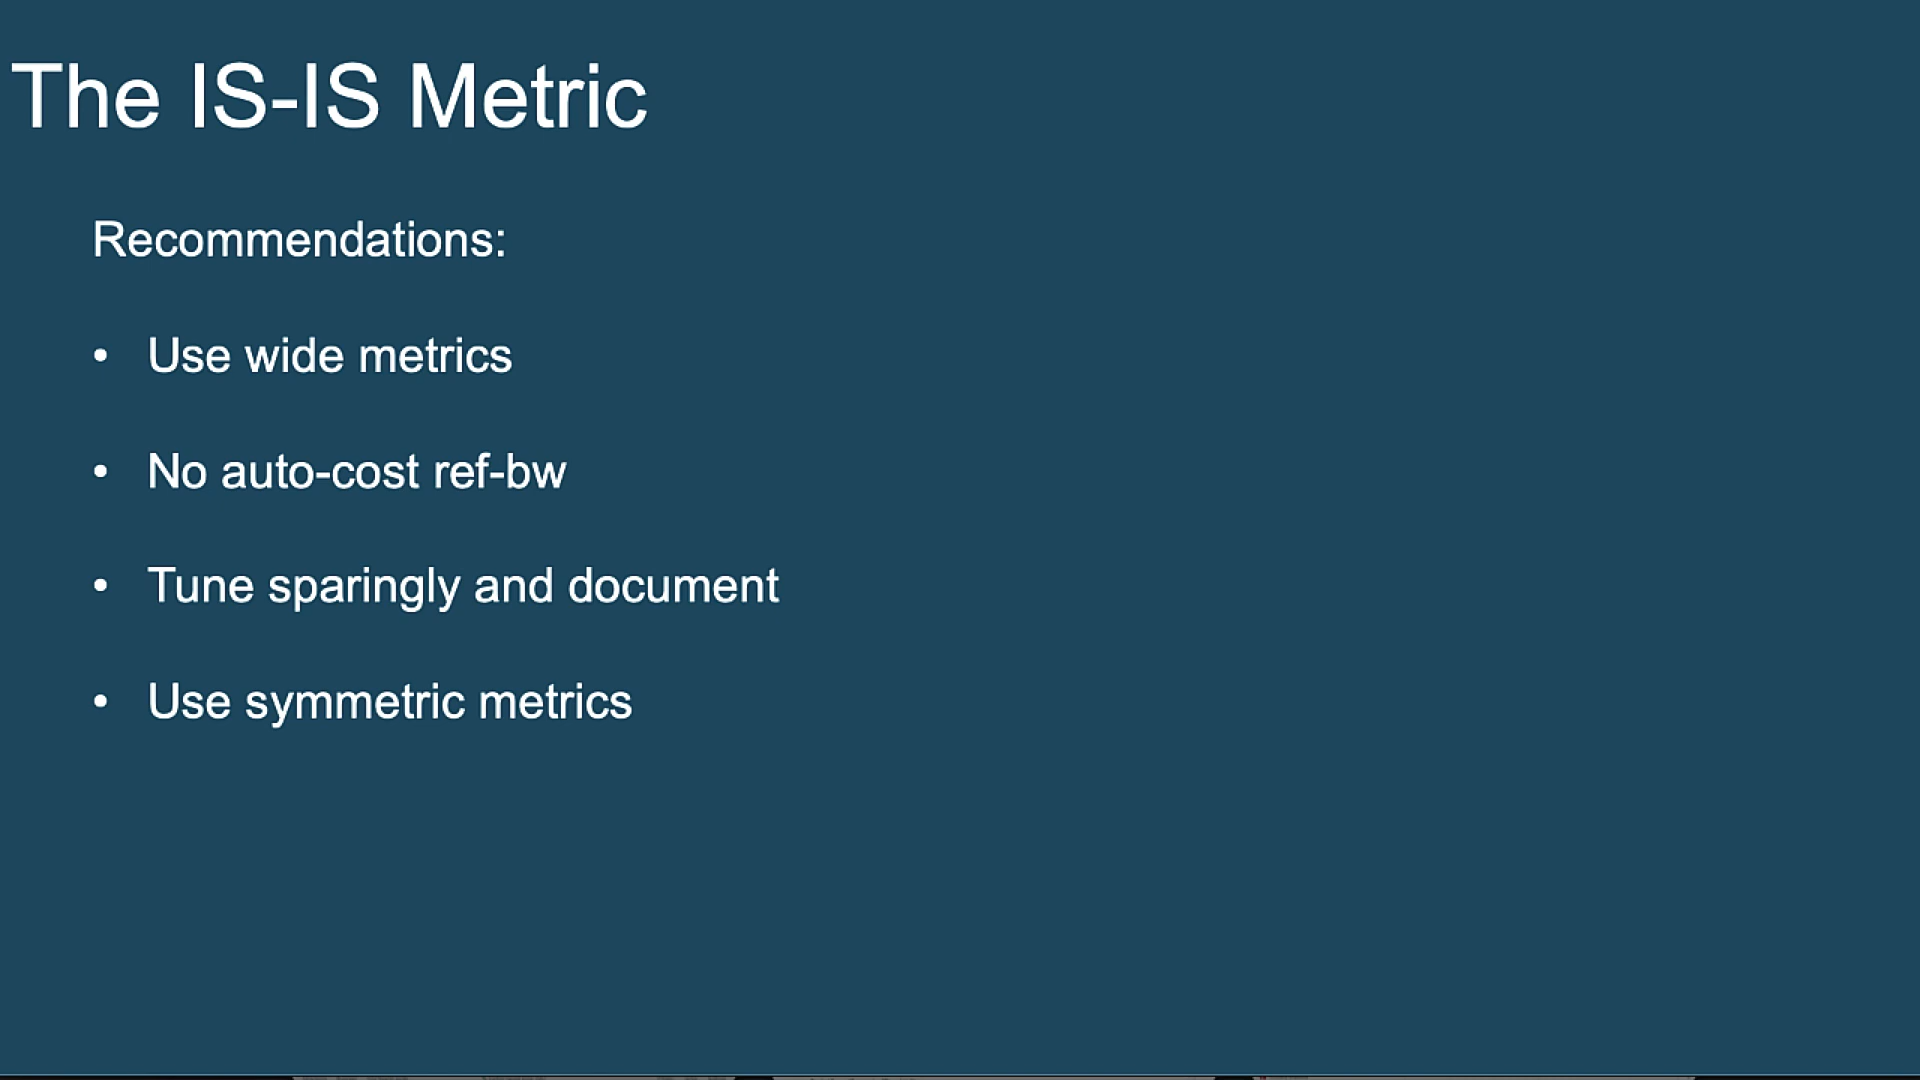 The IS-IS Metric
Recommendations:
• Use wide metrics
• No auto-cost ref-bw
• Tune sparingly and document
• Use symmetric metrics